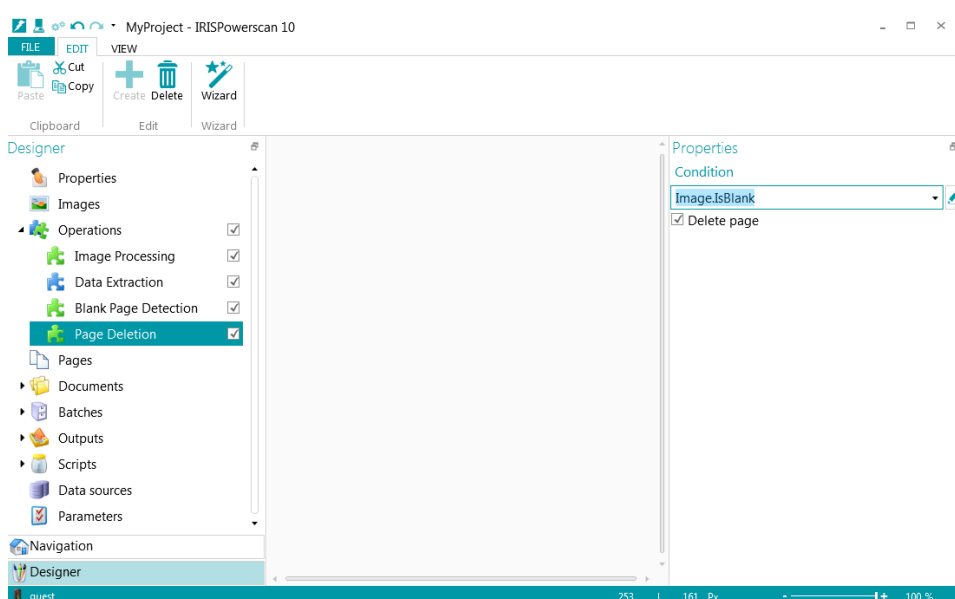 MyProject - IRISPowerscan 10
FILE EDIT VIEW
Paste Cut Copy Create Delete Wizard
Clipboard Edit Wizard
Designer
Properties
Images
Operations
Image Processing
Data Extraction
Blank Page Detection
Page Deletion
Pages
Documents
Batches
Outputs
Scripts
Data sources
Parameters
Navigation
Designer
Properties
Condition
Image.IsBlank
Delete page
guest 253 161 Px 100 %